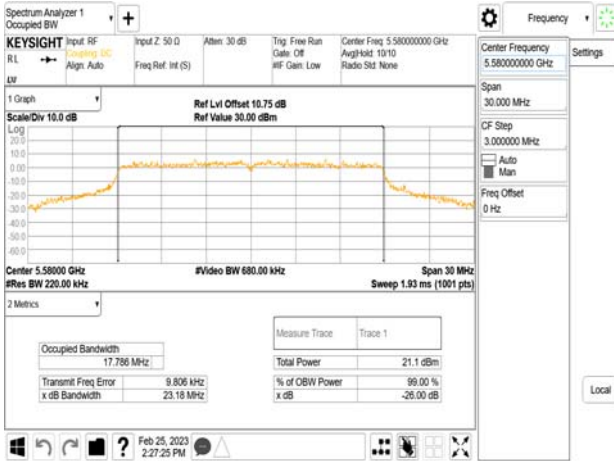 Spectrum Analyzer 1
Occupied BW
Frequency
KEYSIGHT
Input: RF
Input Z: 50 Ω
Atten: 30 dB
Trig: Free Run
Center Freq: 5.580000000 GHz
RL
Coupling: DC
Gate: Off
Avg|Hold: 10/10
Align: Auto
Freq Ref: Int (S)
#IF Gain: Low
Radio Std: None
Center Frequency
5.580000000 GHz
Settings
Span
30.000 MHz
CF Step
3.000000 MHz
Auto
Man
Freq Offset
0 Hz
Local
1 Graph
Scale/Div 10.0 dB
Ref Lvl Offset 10.75 dB
Ref Value 30.00 dBm
Log
20.0
10.0
0.00
-10.0
-20.0
-30.0
-40.0
-50.0
-60.0
Center 5.58000 GHz
#Video BW 680.00 kHz
Span 30 MHz
#Res BW 220.00 kHz
Sweep 1.93 ms (1001 pts)
2 Metrics
Measure Trace
Trace 1
Occupied Bandwidth
17.786 MHz
Total Power
21.1 dBm
Transmit Freq Error
9.806 kHz
% of OBW Power
99.00 %
x dB Bandwidth
23.18 MHz
x dB
-26.00 dB
Feb 25, 2023
2:27:25 PM